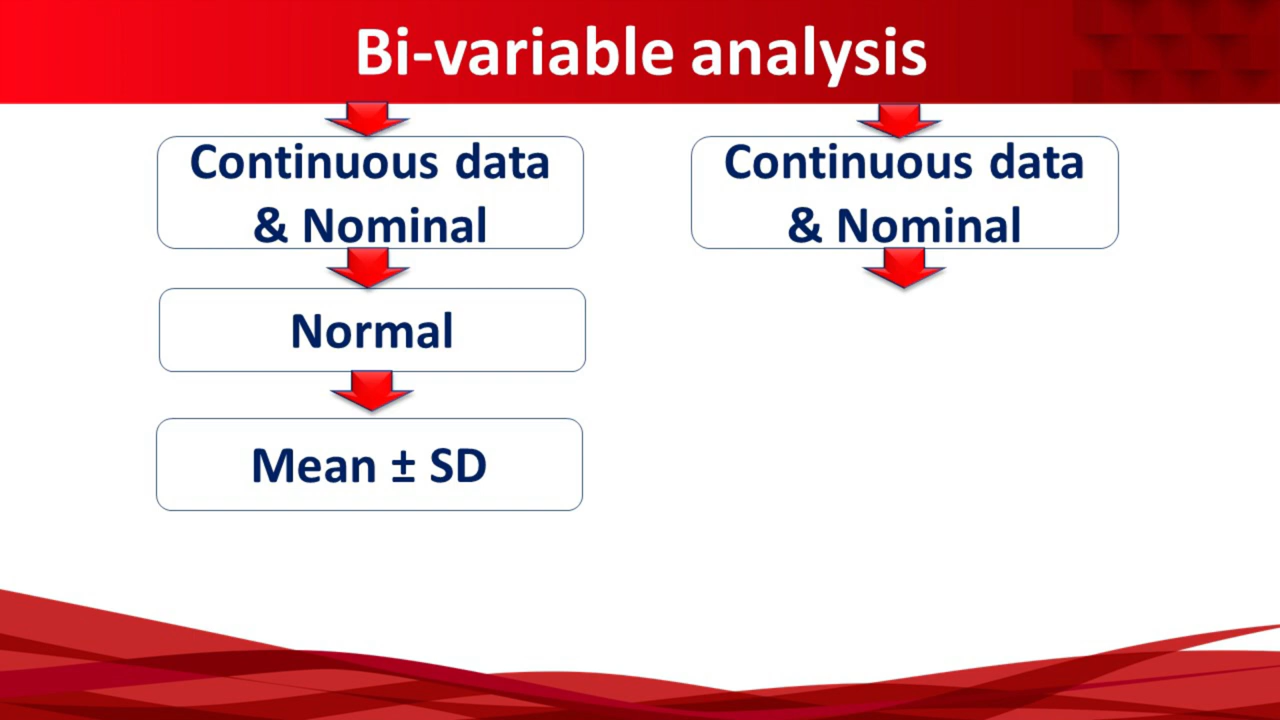 Bi-variable analysis
Continuous data
& Nominal
Normal
Mean ± SD
Continuous data
& Nominal